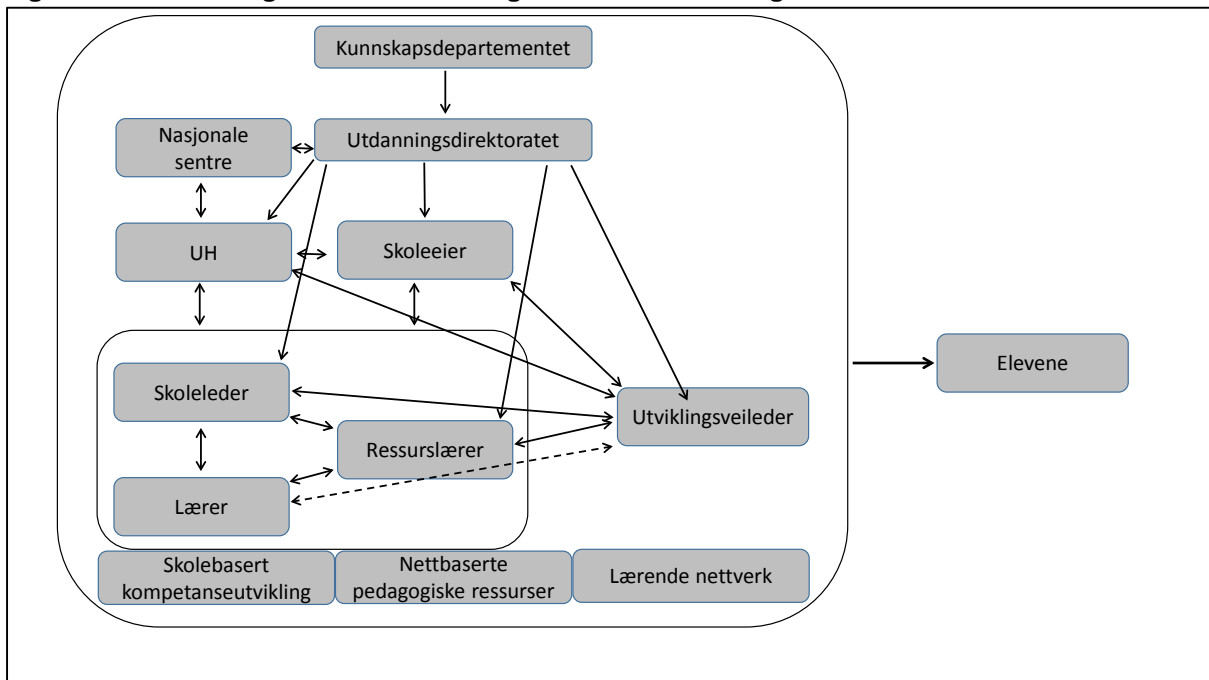 Kunnskapsdepartementet
Nasjonale
sentre
Utdanningsdirektoratet
UH
Skoleeier
Skoleleder
Ressurslærer
Lærer
Utviklingsveileder
Elevene
Skolebasert
kompetanseutvikling
Nettbaserte
pedagogiske ressurser
Lærende nettverk